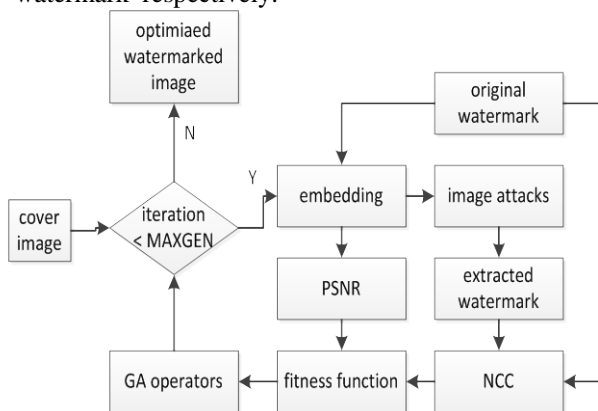 watermark respectively.
optimiaed
watermarked
image
original
watermark
N
Y
cover
image
iteration
< MAXGEN
embedding
image attacks
PSNR
extracted
watermark
GA operators
fitness function
NCC